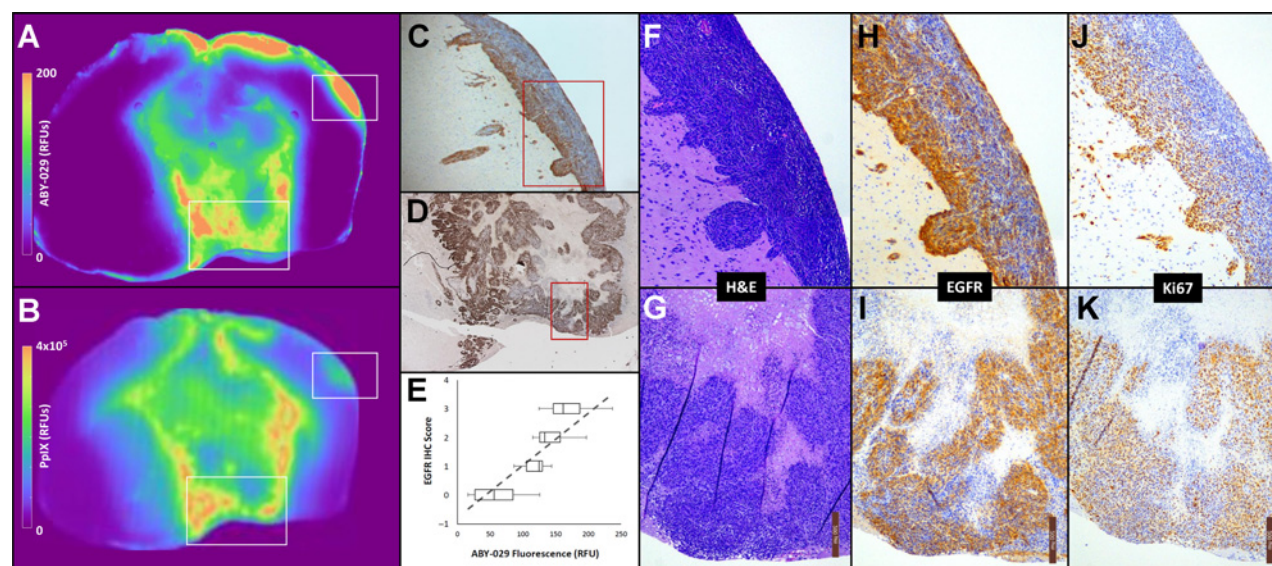 A
200
ABY-029 (RFUs)
0
B
4x10⁵
PpIX (RFUs)
0
C
D
E
4
3
2
1
0
−1
EGFR IHC Score
0 50 100 150 200 250
ABY-029 Fluorescence (RFU)
F
H
J
H&E
EGFR
Ki67
G
I
K